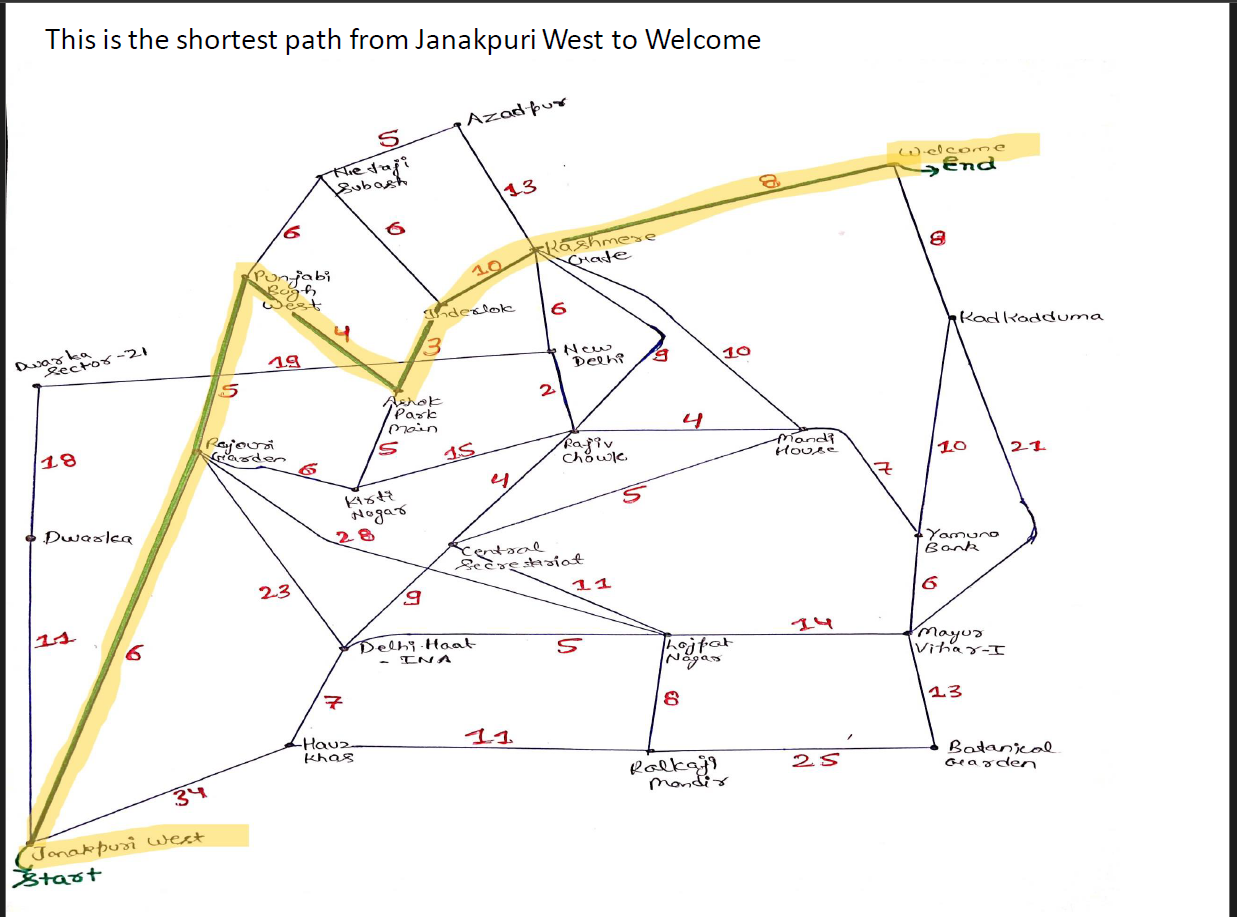 This is the shortest path from Janakpuri West to Welcome
Azadpur
5
Netaji
Subash
13
Welcome
→ End
8
6
6
Kashmere
Gate
8
10
Punjabi
Bagh
West
Inderlok
6
Kadkadduma
4
3
New
Delhi
Dwarka
Sector-21
19
9
10
5
2
Ashok
Park
Main
4
Rajouri
Garden
5
15
Rajiv
Chowk
Mandi
House
10
21
18
6
7
4
Kirti
Nagar
5
28
Dwarka
Yamuna
Bank
Central
Secretariat
11
6
23
9
14
11
6
Delhi Haat
- INA
5
Lajpat
Nagar
Mayur
Vihar-I
7
8
13
Hauz
Khas
11
Batanical
Garden
25
Kalkaji
Mandir
34
Janakpuri West
Start